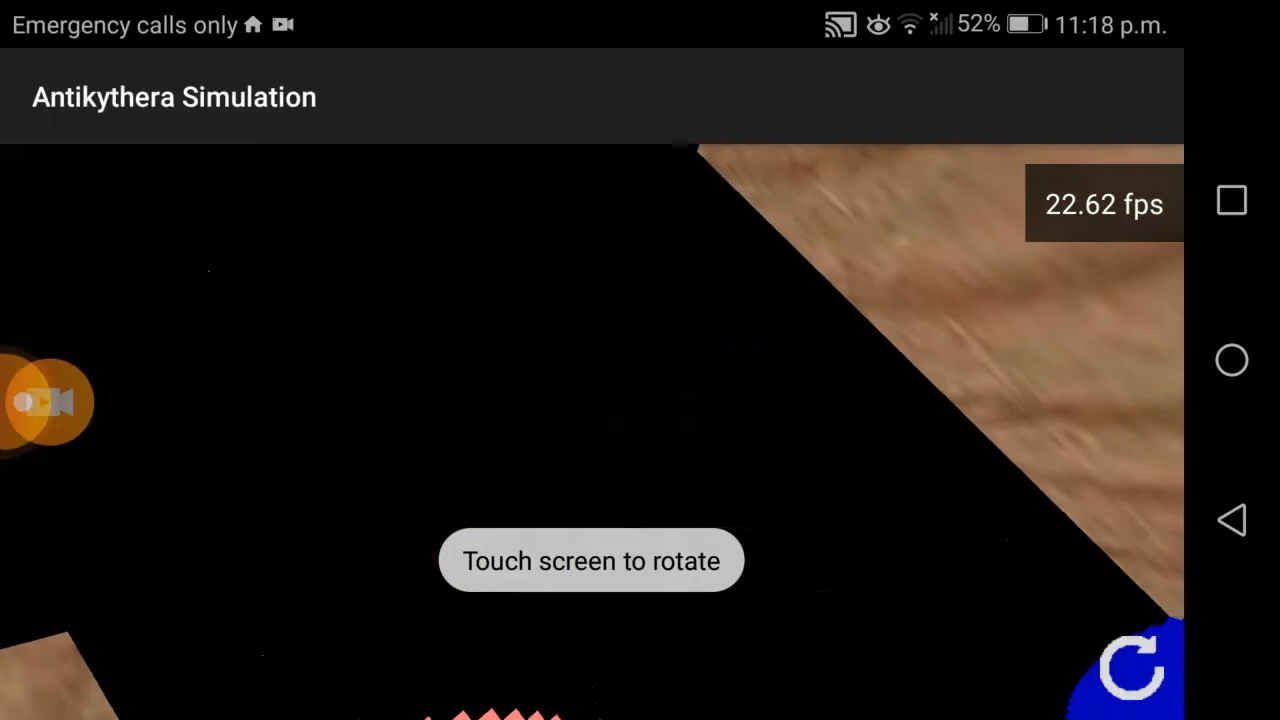 Emergency calls only 52% 11:18 p.m.
Antikythera Simulation
22.62 fps
Touch screen to rotate